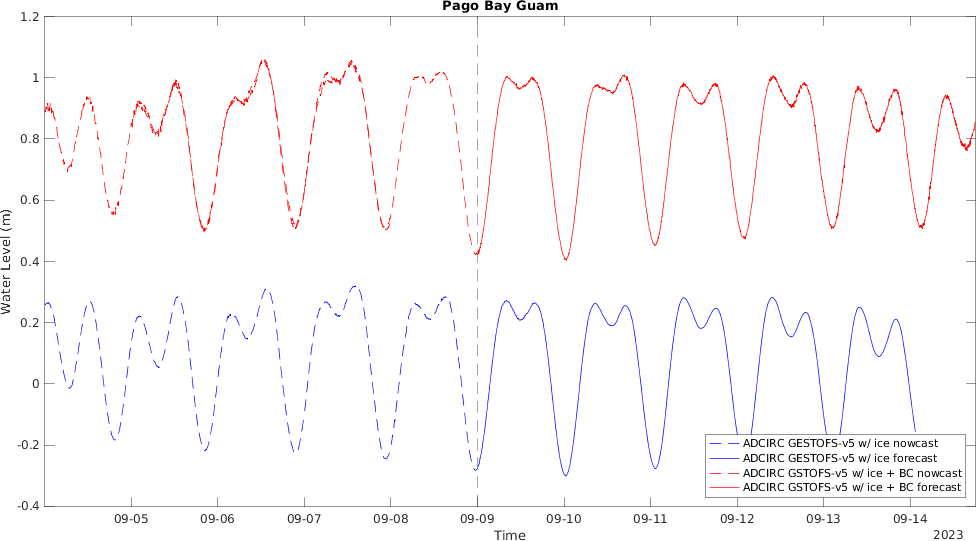 Pago Bay Guam
1.2
1
0.8
0.6
0.4
0.2
0
-0.2
-0.4
Water Level (m)
ADCIRC GESTOFS-v5 w/ ice nowcast
ADCIRC GESTOFS-v5 w/ ice forecast
ADCIRC GSTOFS-v5 w/ ice + BC nowcast
ADCIRC GSTOFS-v5 w/ ice + BC forecast
09-05 09-06 09-07 09-08 09-09 09-10 09-11 09-12 09-13 09-14
Time
2023